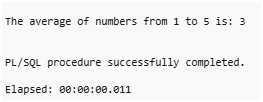 The average of numbers from 1 to 5 is: 3
PL/SQL procedure successfully completed.
Elapsed: 00:00:00.011